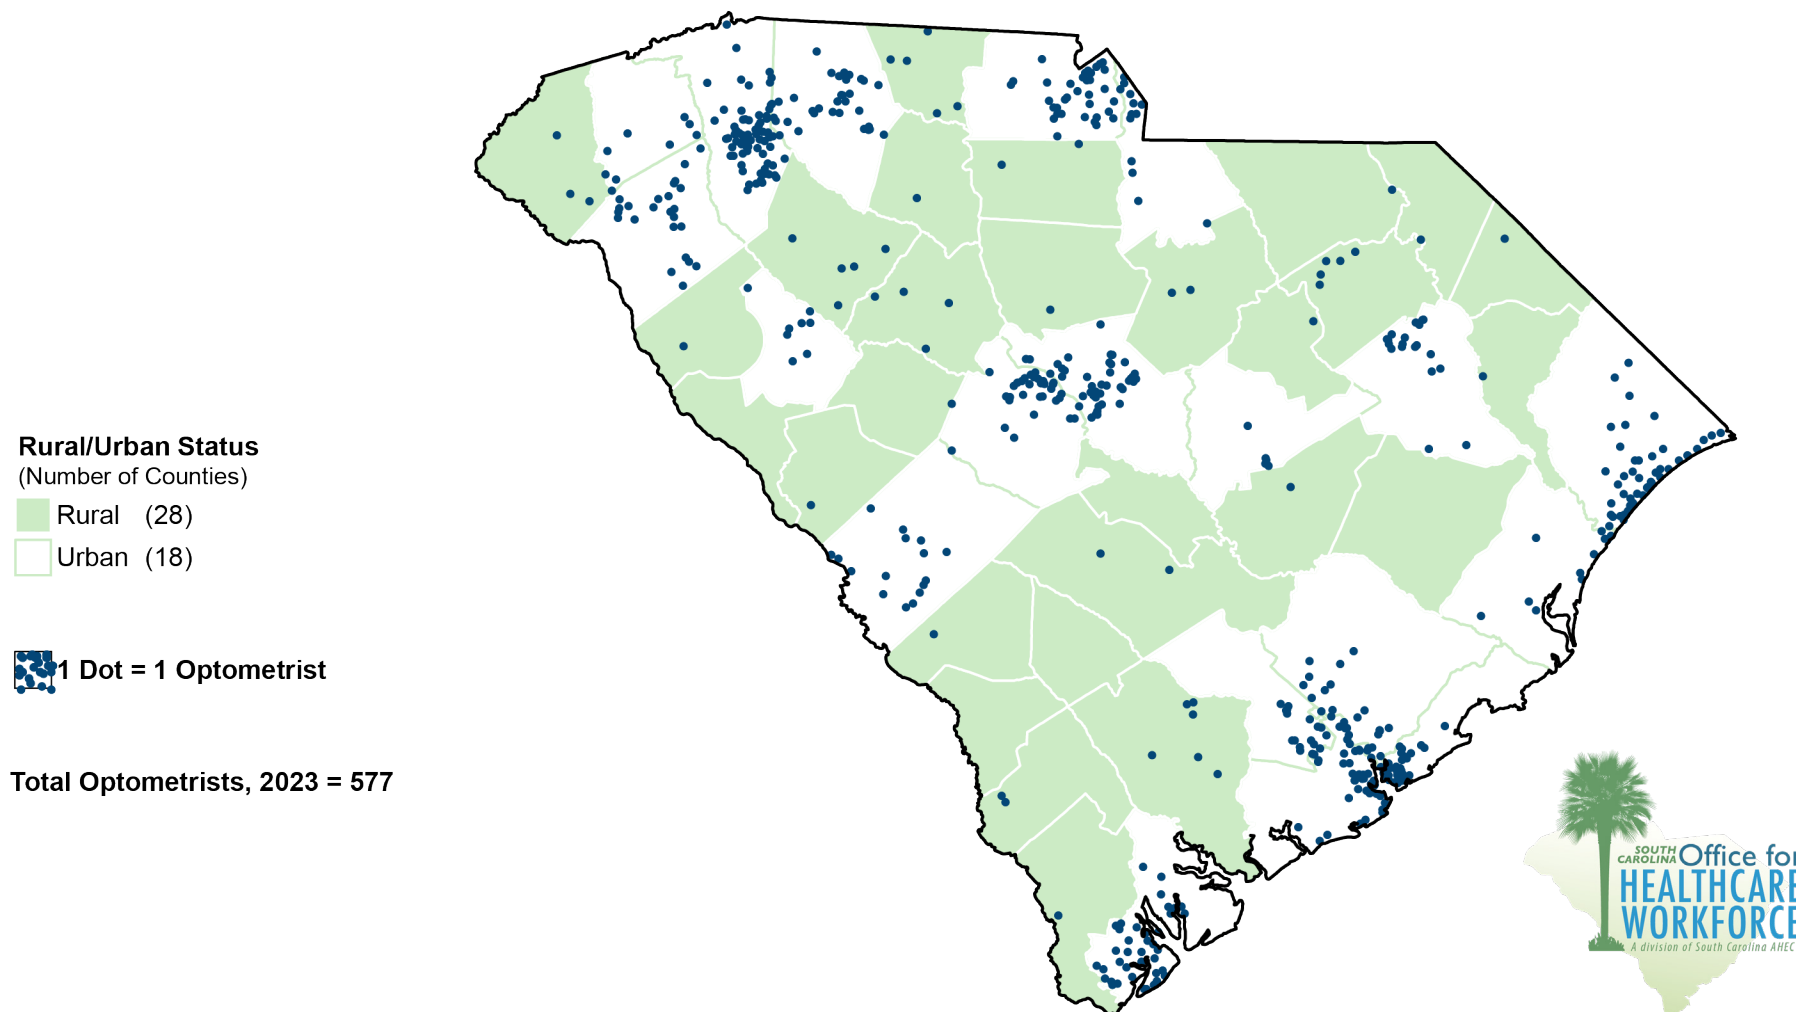 Rural/Urban Status
(Number of Counties)
Rural (28)
Urban (18)
1 Dot = 1 Optometrist
Total Optometrists, 2023 = 577
SOUTH CAROLINA Office for
HEALTHCARE
WORKFORCE
A division of South Carolina AHEC